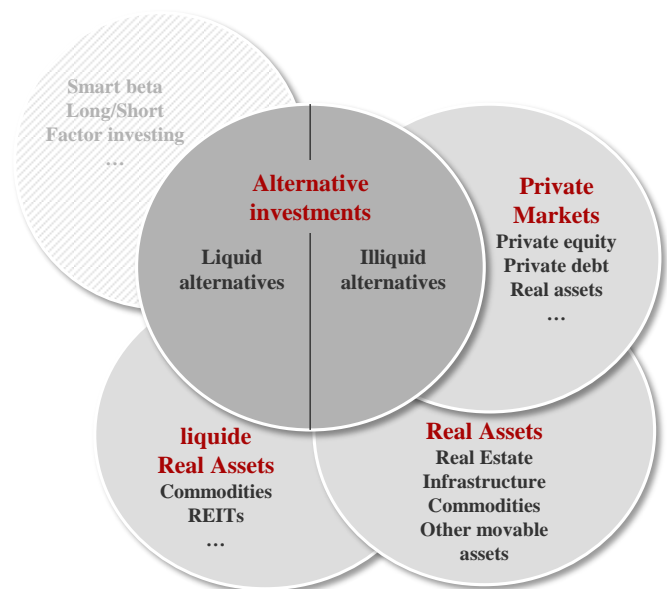 Smart beta
Long/Short
Factor investing
…
Alternative
investments
Liquid
alternatives
Illiquid
alternatives
Private
Markets
Private equity
Private debt
Real assets
…
liquide
Real Assets
Commodities
REITs
…
Real Assets
Real Estate
Infrastructure
Commodities
Other movable
assets